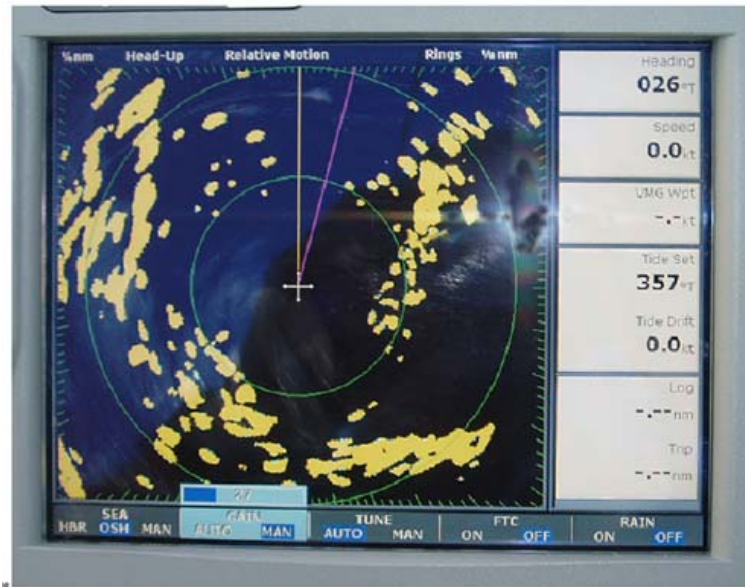 ¼nm Head-Up Relative Motion Rings ⅛nm
Heading
026°T
Speed
0.0kt
VMG Wpt
-.-kt
Tide Set
357°T
Tide Drift
0.0kt
Log
-.--nm
Trip
-.--nm
27
SEA GAIN TUNE FTC RAIN
HBR OSH MAN AUTO MAN AUTO MAN ON OFF ON OFF